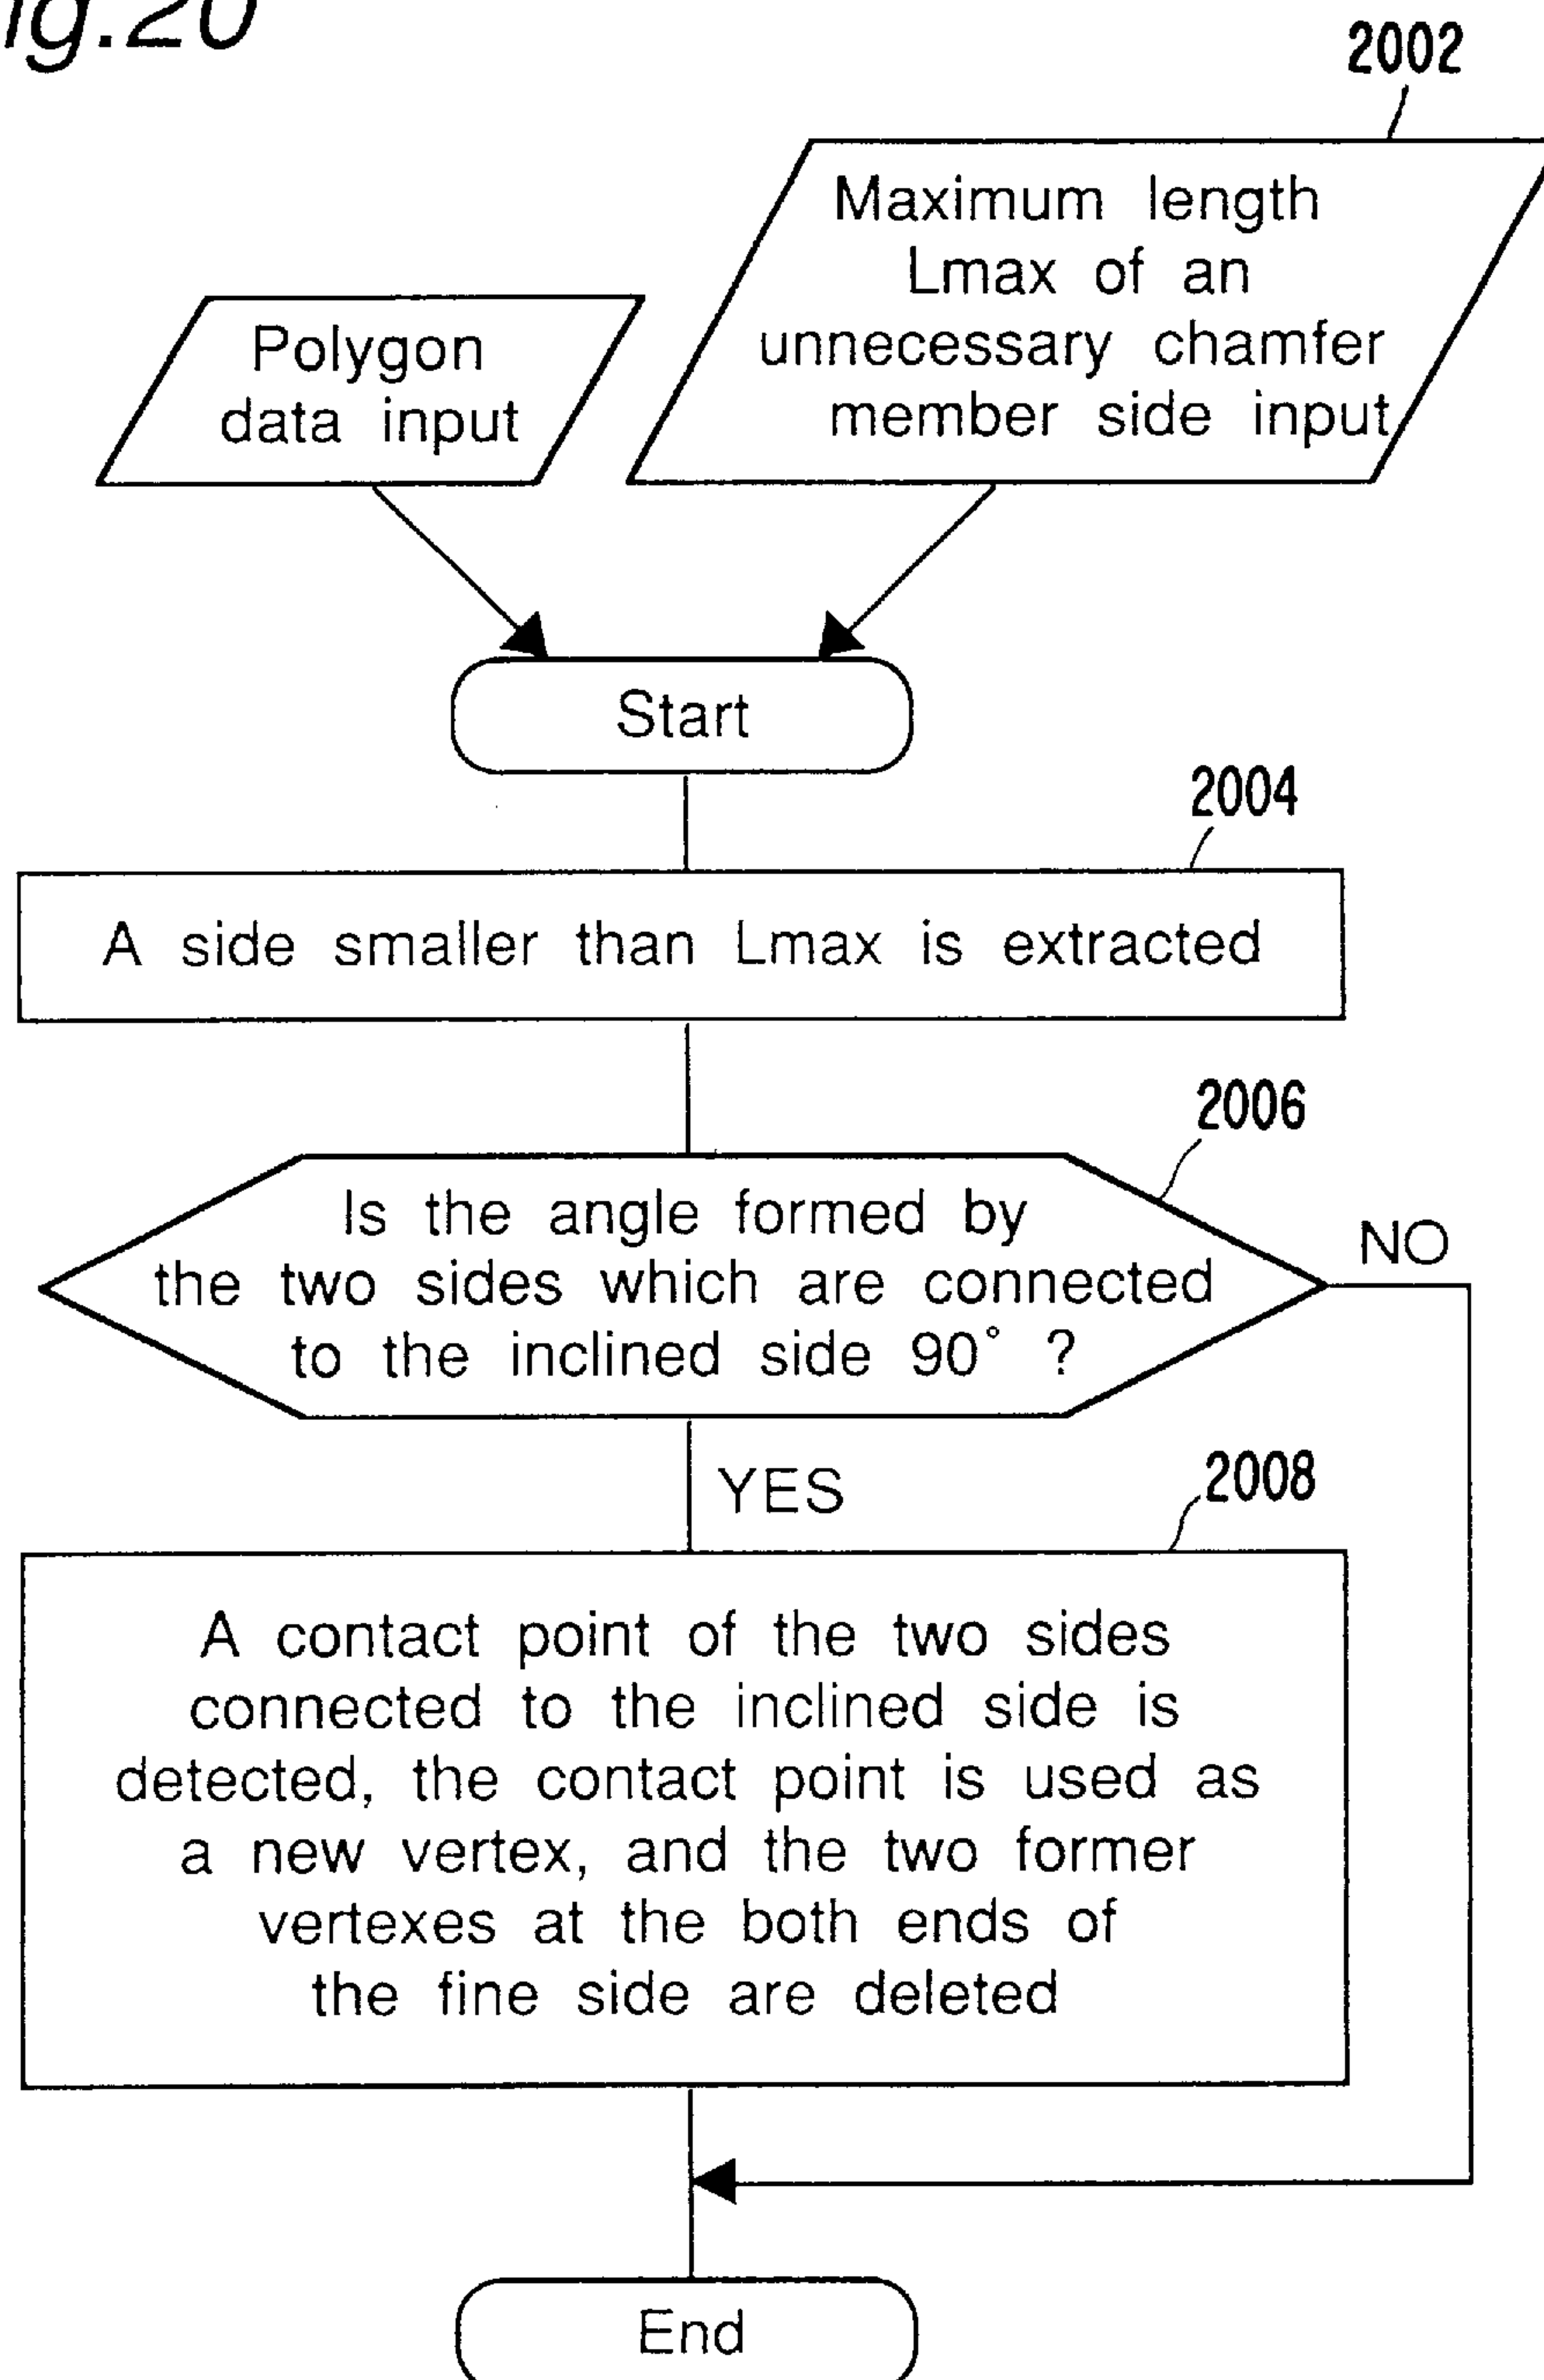 ig.20
2002
Maximum length
Lmax of an
unnecessary chamfer
member side input
Polygon
data input
Start
2004
A side smaller than Lmax is extracted
2006
Is the angle formed by
the two sides which are connected
to the inclined side 90° ?
NO
YES
2008
A contact point of the two sides
connected to the inclined side is
detected, the contact point is used as
a new vertex, and the two former
vertexes at the both ends of
the fine side are deleted
End